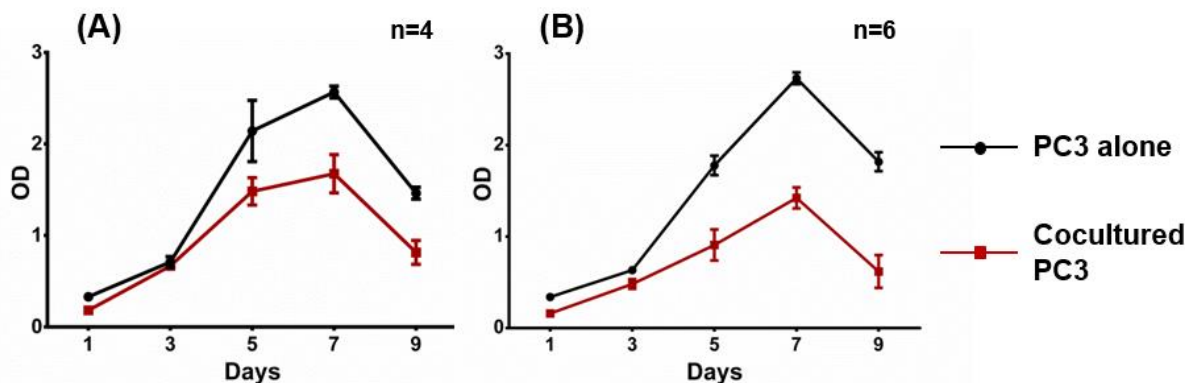 (A)
n=4
3
2
1
0
OD
1 3 5 7 9
Days
(B)
n=6
3
2
1
0
OD
1 3 5 7 9
Days
PC3 alone
Cocultured
PC3